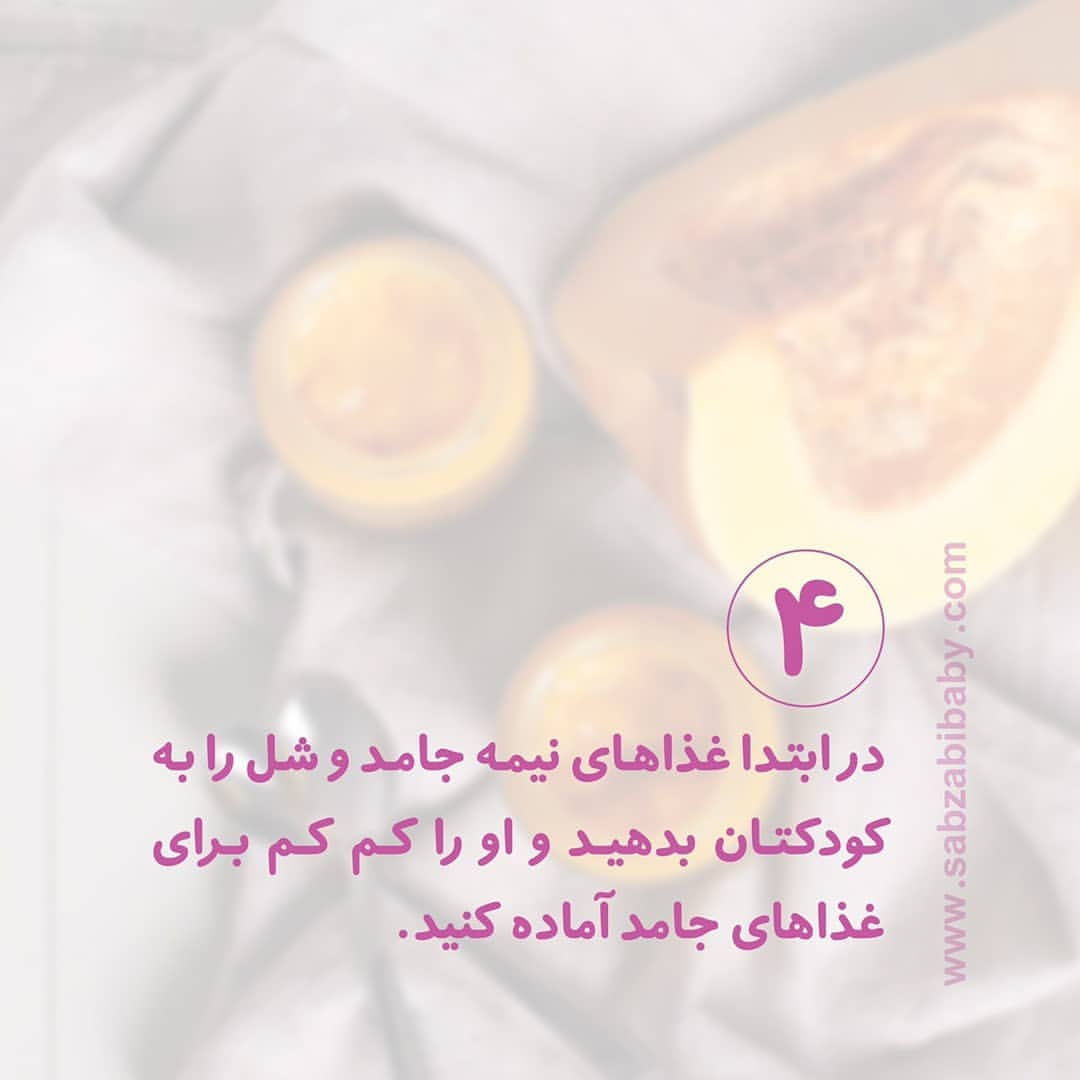 ۴
در ابتدا غذاهای نیمه جامد و شل را به
کودکتان بدهید و او را کم کم برای
غذاهای جامد آماده کنید.
www.sabzabibaby.com